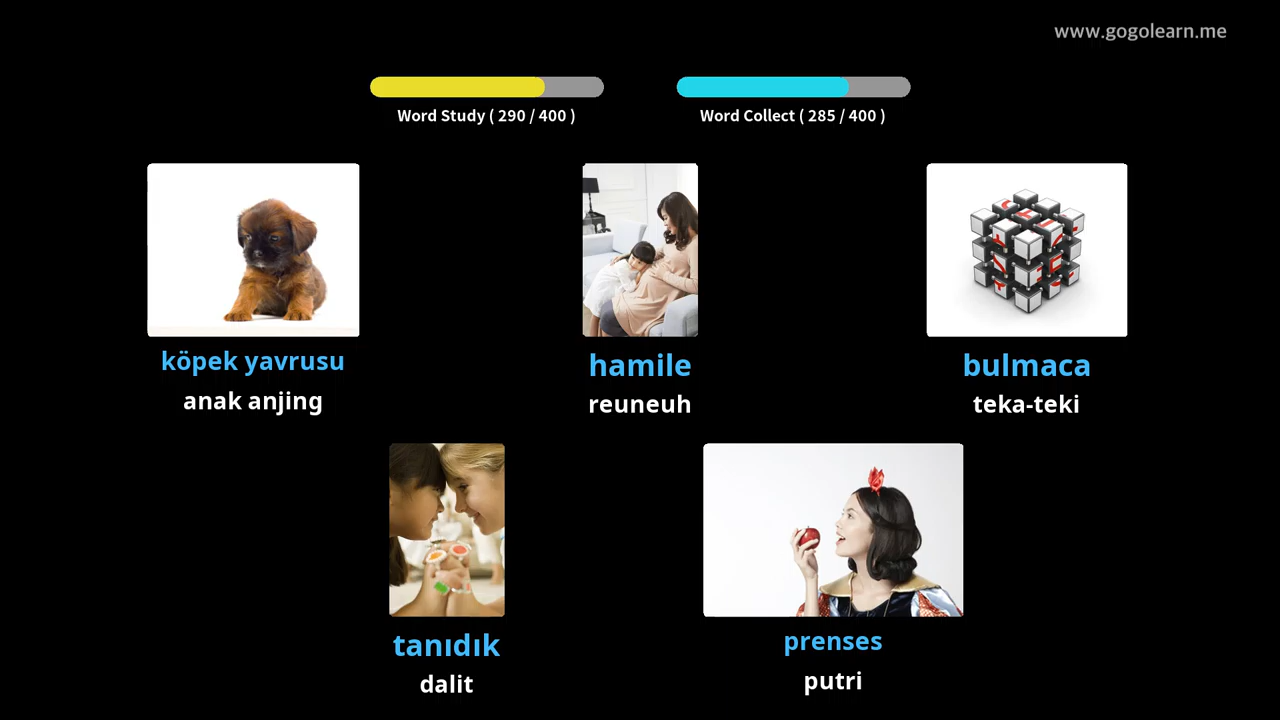 www.gogolearn.me
Word Study ( 290 / 400 )
Word Collect ( 285 / 400 )
köpek yavrusu
anak anjing
hamile
reuneuh
bulmaca
teka-teki
tanıdık
dalit
prenses
putri